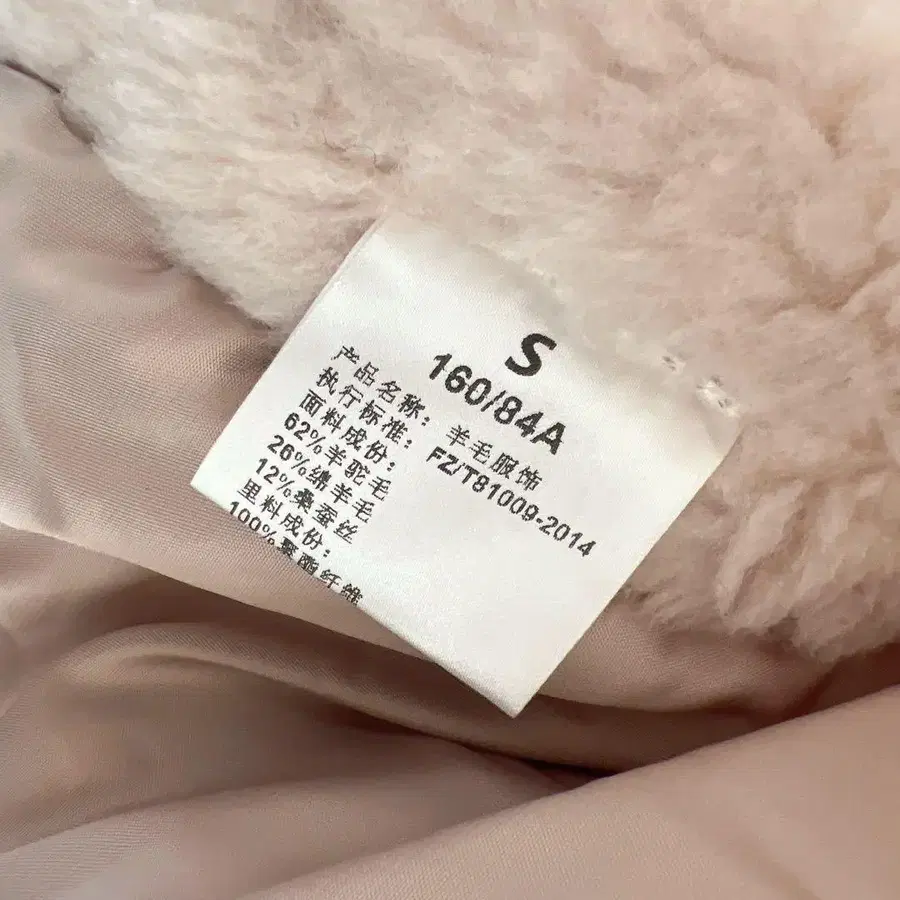 S
160/84A
产品名称：羊毛服饰
执行标准：FZ/T81009-2014
面料成份：
62%羊驼毛
26%绵羊毛
12%桑蚕丝
里料成份：
100%聚酯纤维